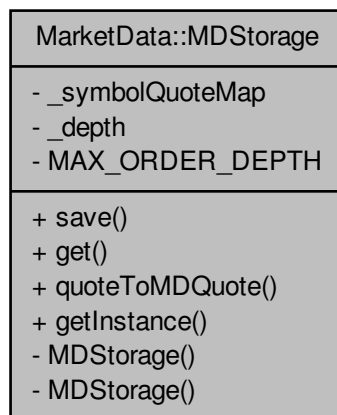 MarketData::MDStorage
- _symbolQuoteMap
- _depth
- MAX_ORDER_DEPTH
+ save()
+ get()
+ quoteToMDQuote()
+ getInstance()
- MDStorage()
- MDStorage()